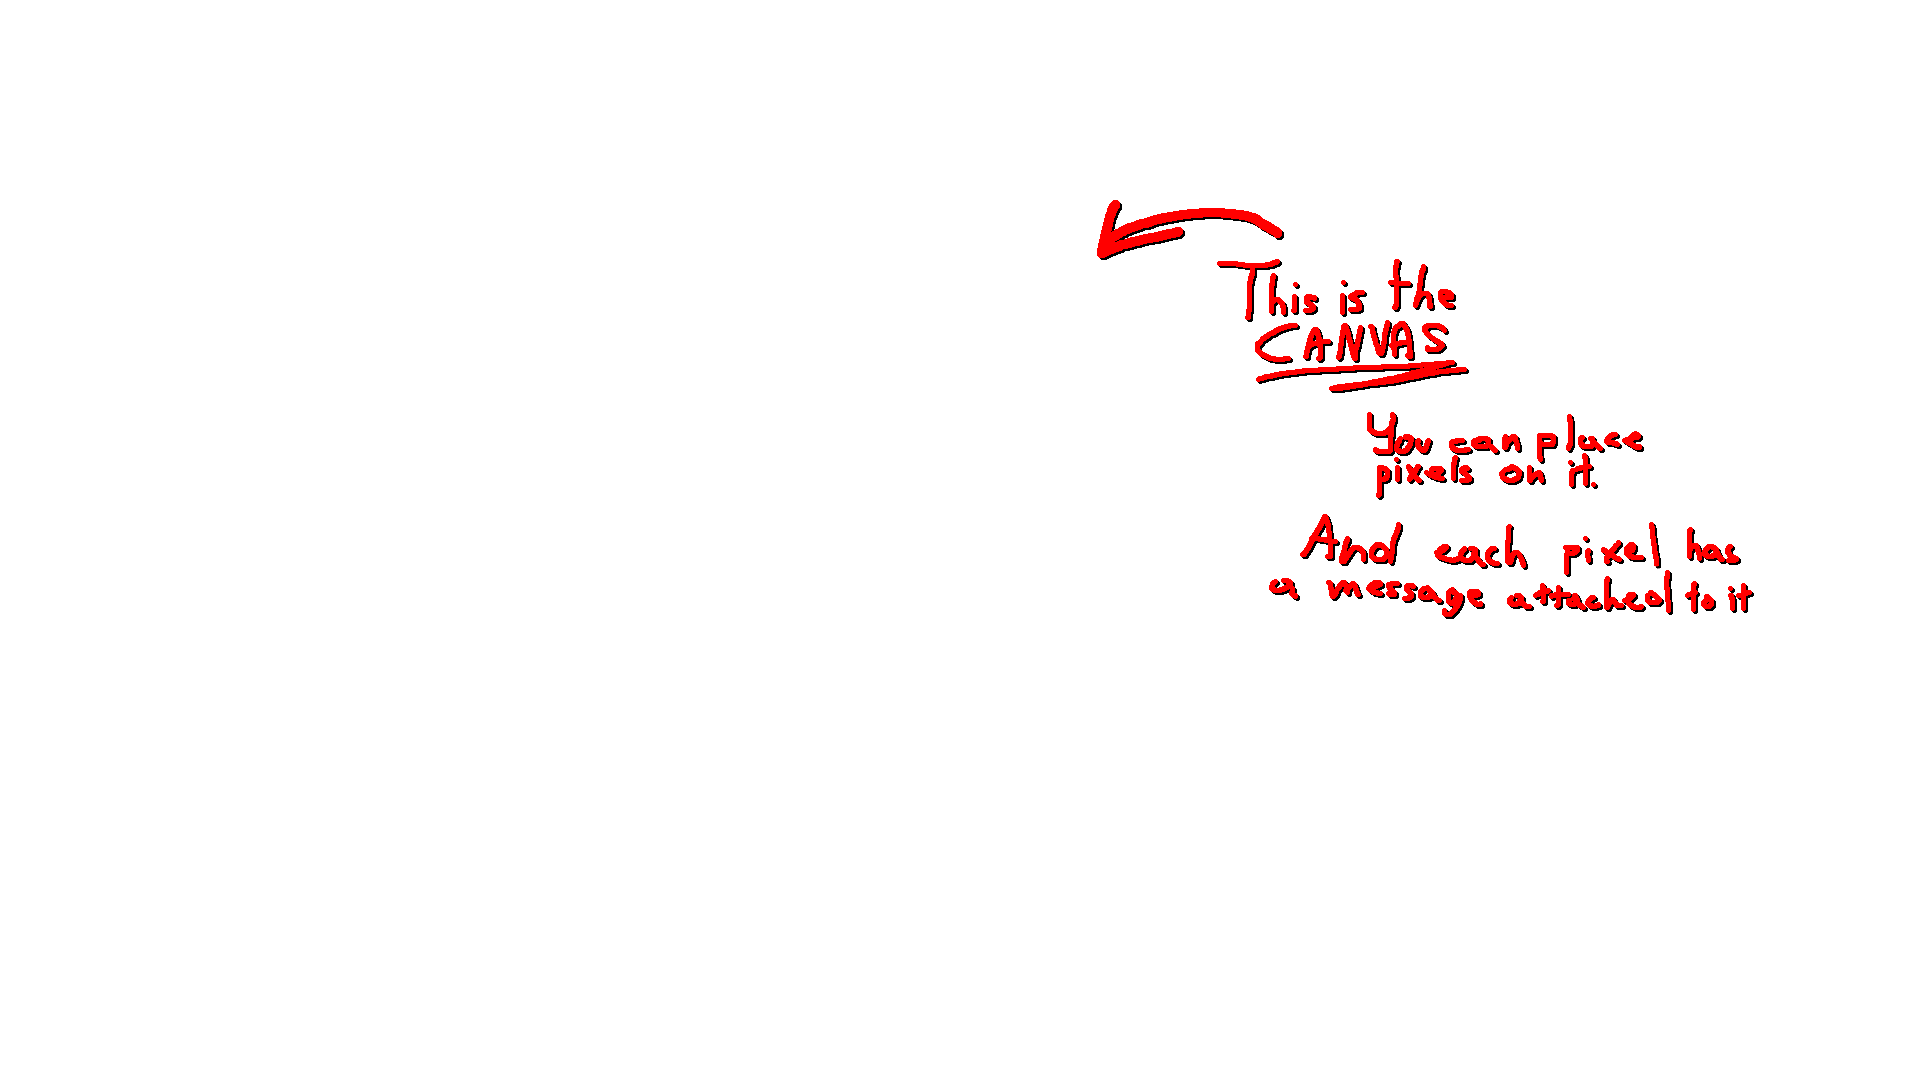 This is the
CANVAS
You can place
pixels on it.
And each pixel has
a message attached to it